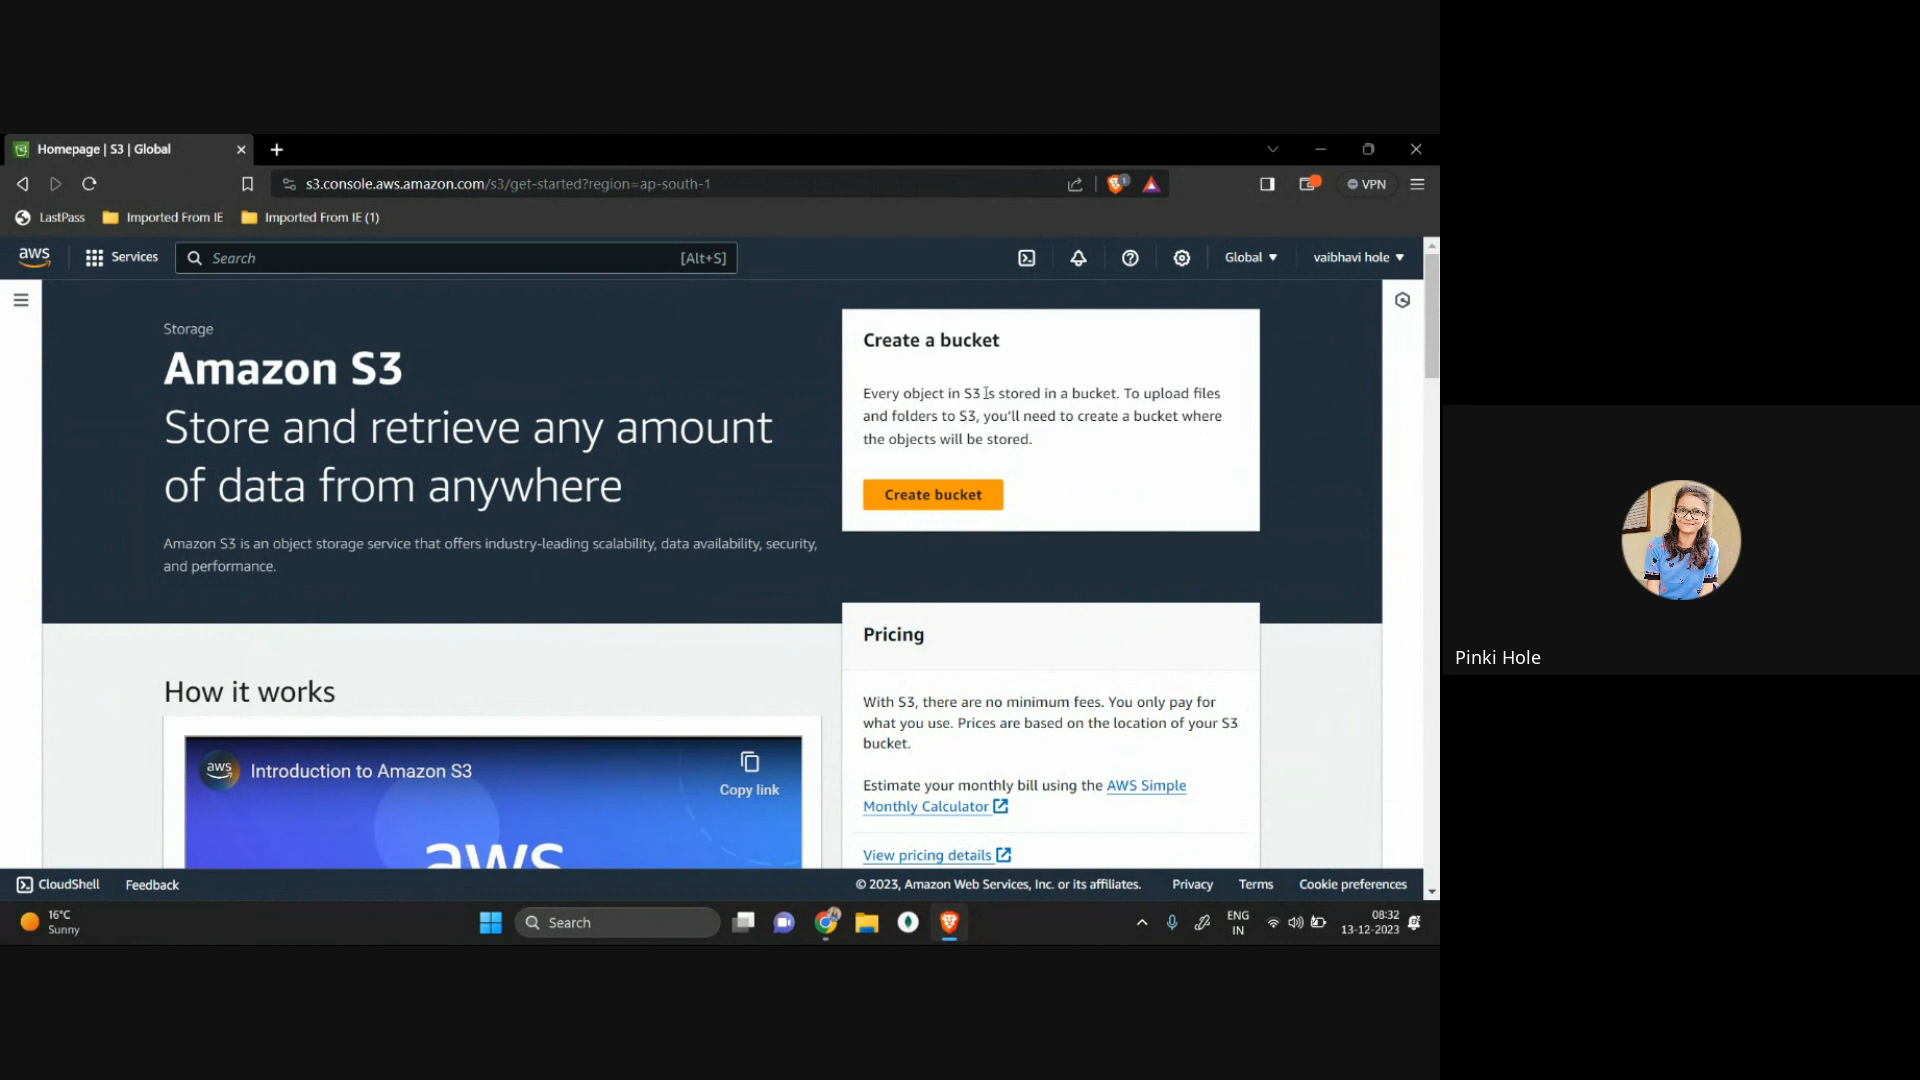 Homepage | S3 | Global
s3.console.aws.amazon.com/s3/get-started?region=ap-south-1
VPN
LastPass
Imported From IE
Imported From IE (1)
aws
Services
Search
[Alt+S]
Global
vaibhavi hole
Storage
Amazon S3
Store and retrieve any amount
of data from anywhere
Amazon S3 is an object storage service that offers industry-leading scalability, data availability, security,
and performance.
Create a bucket
Every object in S3 is stored in a bucket. To upload files
and folders to S3, you'll need to create a bucket where
the objects will be stored.
Create bucket
Pricing
With S3, there are no minimum fees. You only pay for
what you use. Prices are based on the location of your S3
bucket.
Estimate your monthly bill using the AWS Simple
Monthly Calculator
View pricing details
How it works
aws
Introduction to Amazon S3
Copy link
aws
CloudShell
Feedback
© 2023, Amazon Web Services, Inc. or its affiliates.
Privacy
Terms
Cookie preferences
16°C
Sunny
Search
ENG
IN
08:32
13-12-2023
Pinki Hole